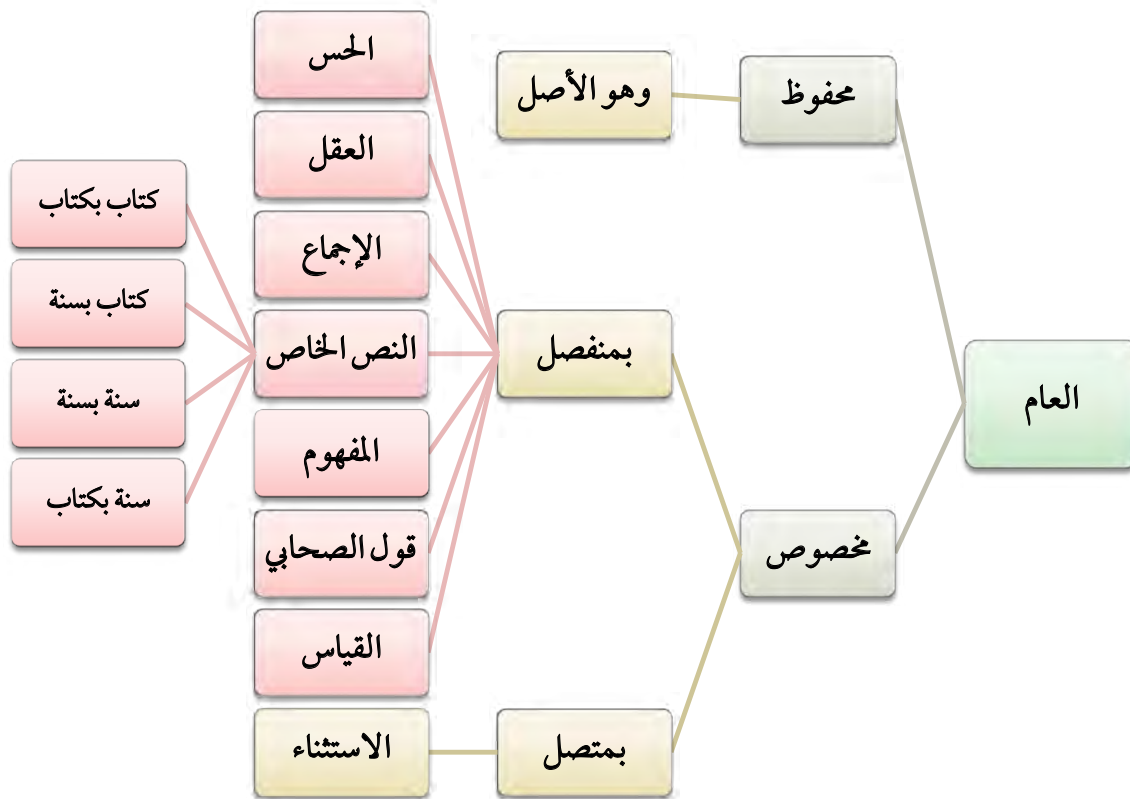 العام
محفوظ
وهو الأصل
مخصوص
بمنفصل
الحس
العقل
الإجماع
النص الخاص
كتاب بكتاب
كتاب بسنة
سنة بسنة
سنة بكتاب
المفهوم
قول الصحابي
القياس
بمتصل
الاستثناء